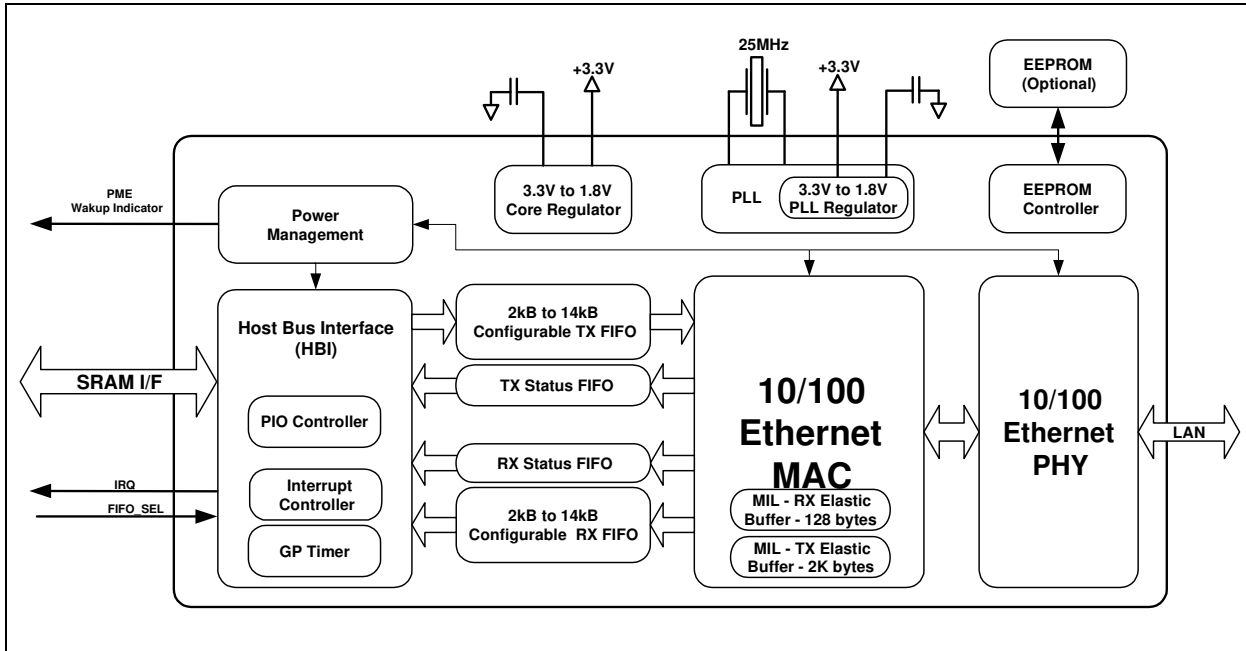 25MHz
+3.3V
+3.3V
EEPROM
(Optional)
3.3V to 1.8V
Core Regulator
PLL
3.3V to 1.8V
PLL Regulator
EEPROM
Controller
PME
Wakup Indicator
Power
Management
Host Bus Interface
(HBI)
2kB to 14kB
Configurable TX FIFO
SRAM I/F
TX Status FIFO
PIO Controller
10/100
Ethernet
MAC
10/100
Ethernet
PHY
LAN
RX Status FIFO
IRQ
FIFO_SEL
Interrupt
Controller
2kB to 14kB
Configurable RX FIFO
MIL - RX Elastic
Buffer - 128 bytes
GP Timer
MIL - TX Elastic
Buffer - 2K bytes